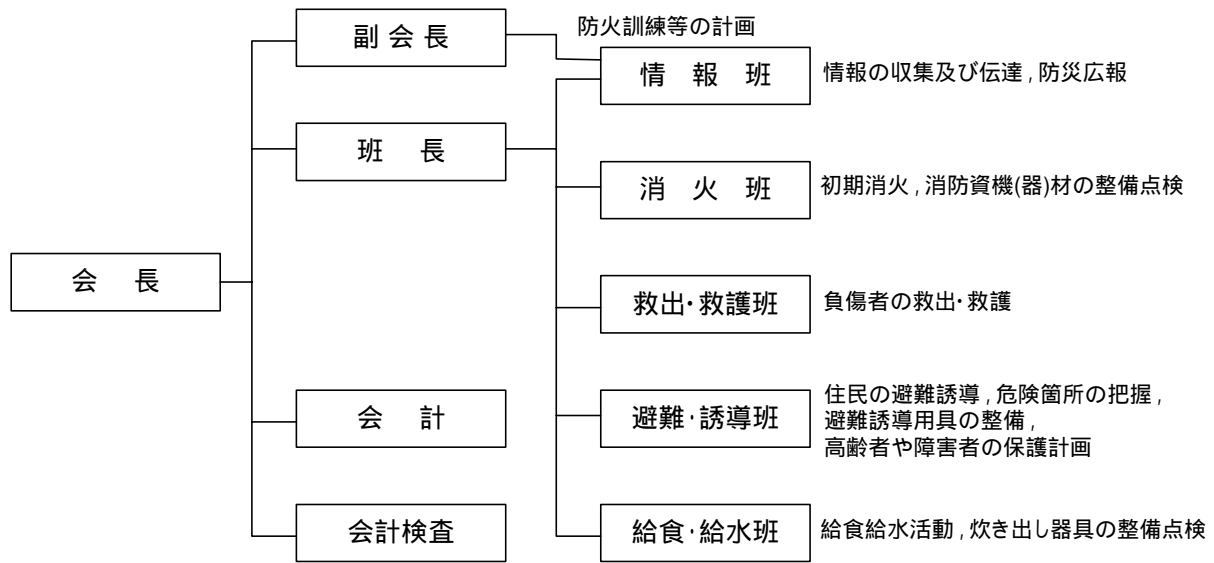 防火訓練等の計画
副 会 長
情 報 班
情報の収集及び伝達 , 防災広報
班 長
消 火 班
初期消火 , 消防資機(器)材の整備点検
会 長
救出・救護班
負傷者の救出・救護
会 計
避難・誘導班
住民の避難誘導 , 危険箇所の把握 ,
避難誘導用具の整備 ,
高齢者や障害者の保護計画
会計検査
給食・給水班
給食給水活動 , 炊き出し器具の整備点検